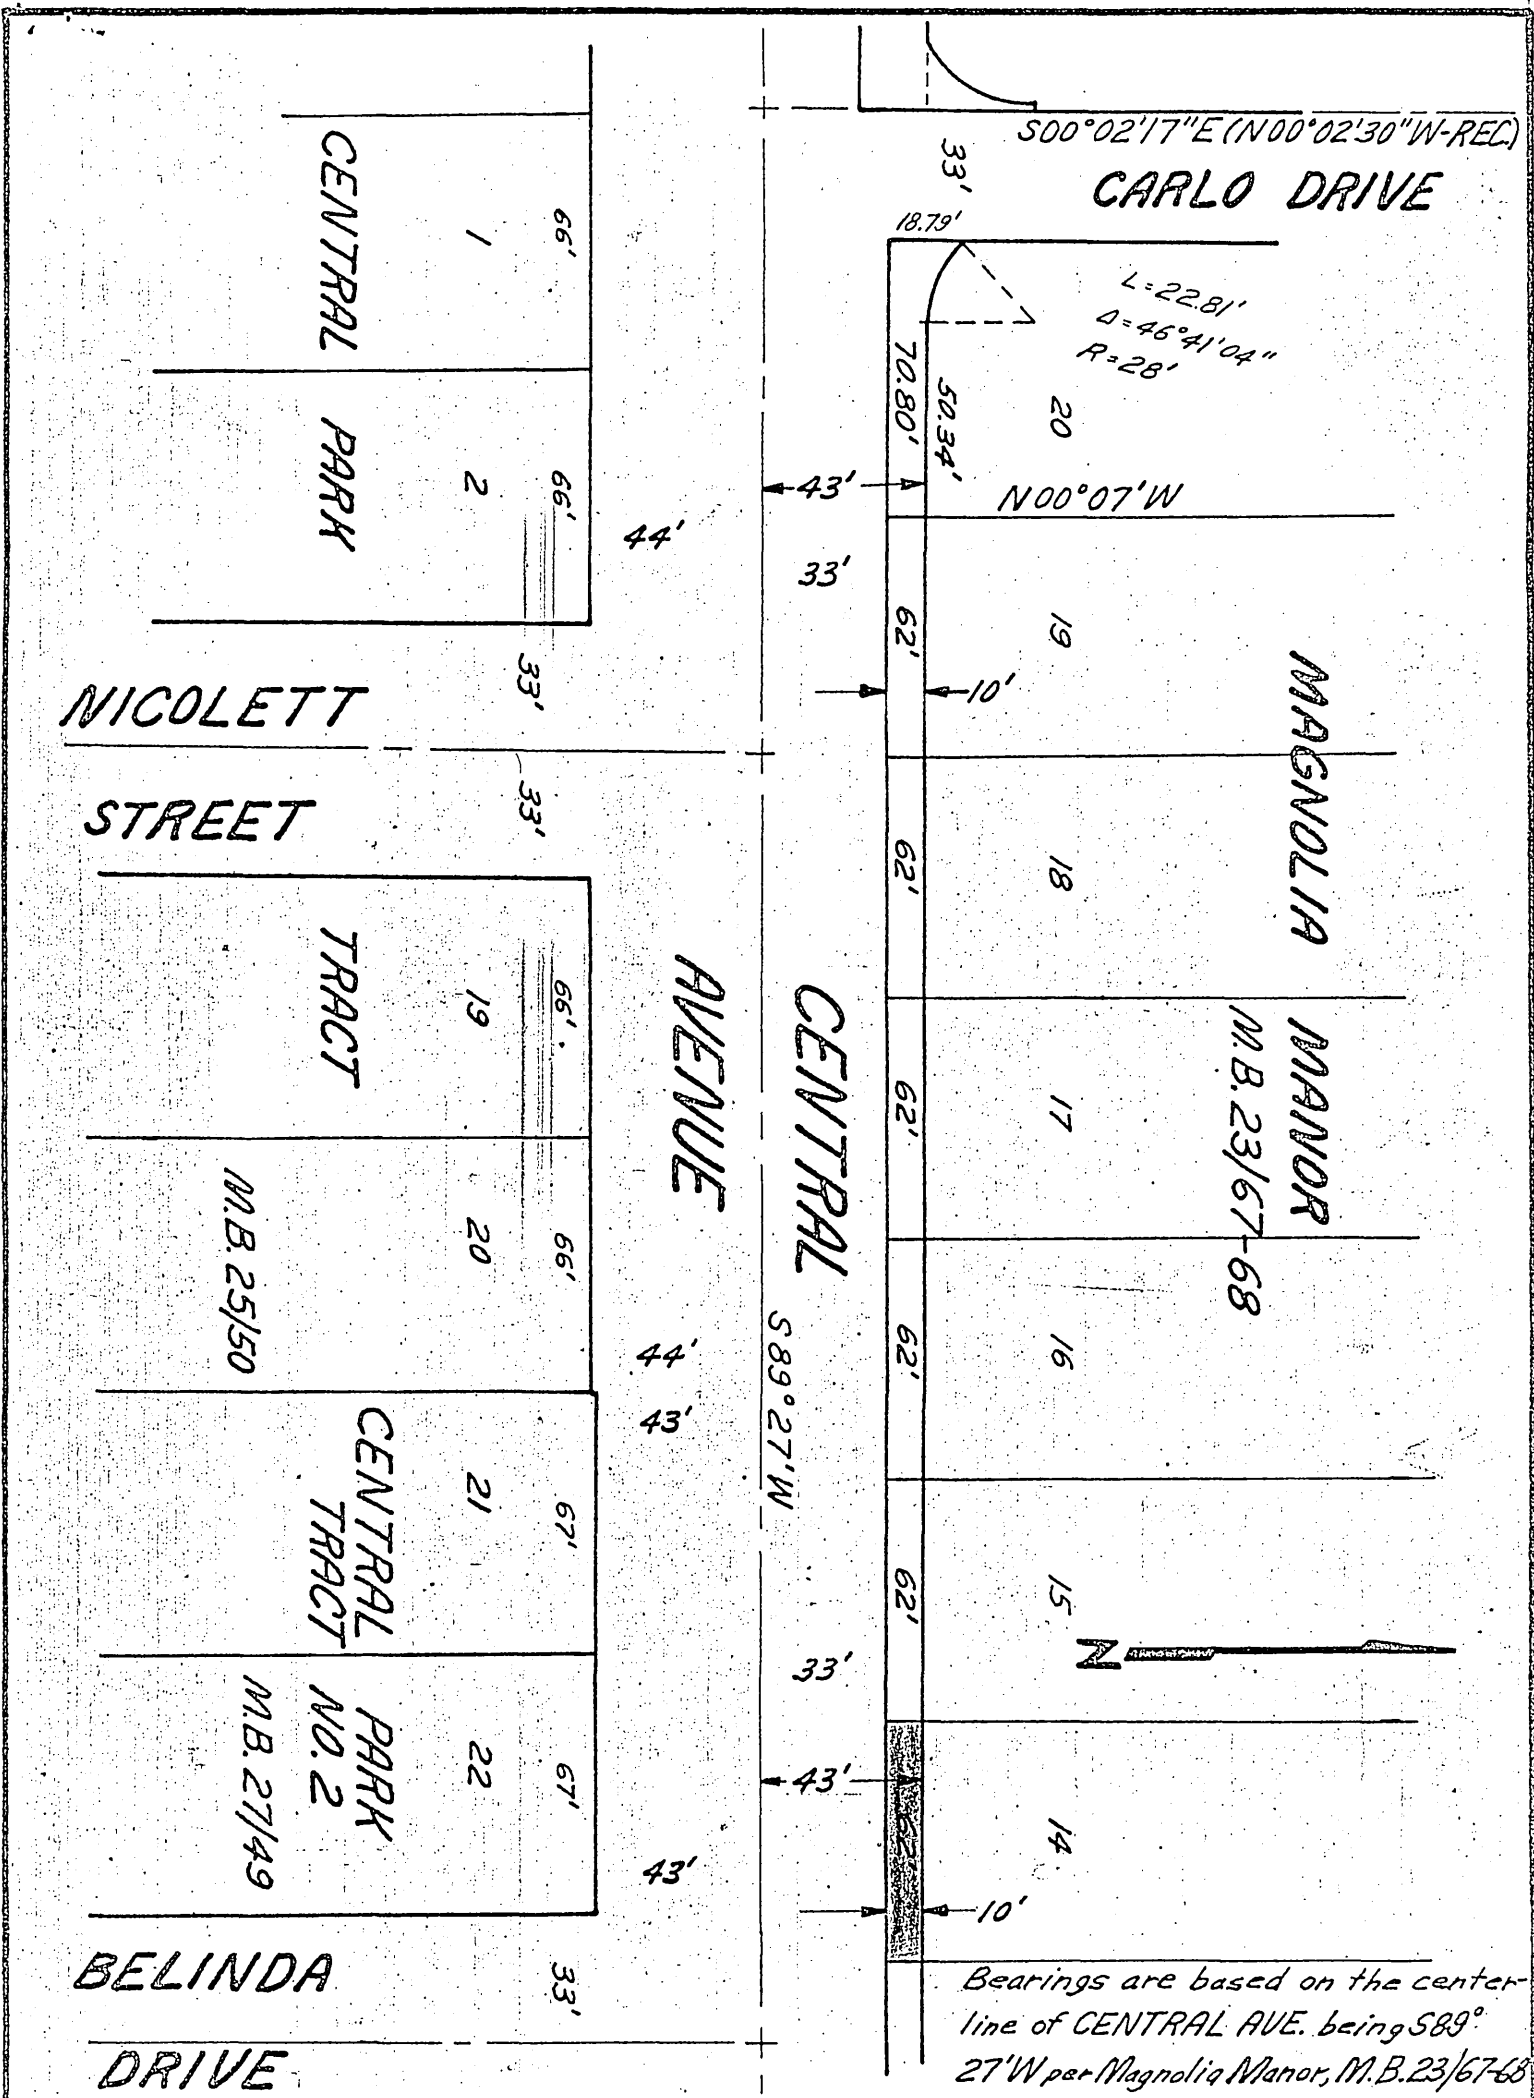 S00°02'17"E (N00°02'30"W-REC.)
CARLO DRIVE
33'
18.79'
L=22.81'
Δ=46°41'04"
R=28'
70.80'
50.34'
20
N00°07'W
43'
33'
62'
19
10'
62'
18
62'
17
62'
16
62'
15
33'
62'
14
43'
10'
MAGNOLIA MANOR
M.B. 23/67-68
N
CENTRAL
AVENUE
S89°27'W
CENTRAL PARK
TRACT
M.B. 25/50
66'
1
66'
2
44'
33'
NICOLETT
33'
STREET
66'
19
66'
20
44'
43'
CENTRAL
TRACT
67'
21
PARK
NO. 2
M.B. 27/49
67'
22
43'
BELINDA
33'
DRIVE
Bearings are based on the center-
line of CENTRAL AVE. being S89°
27'W per Magnolia Manor, M.B. 23/67-68